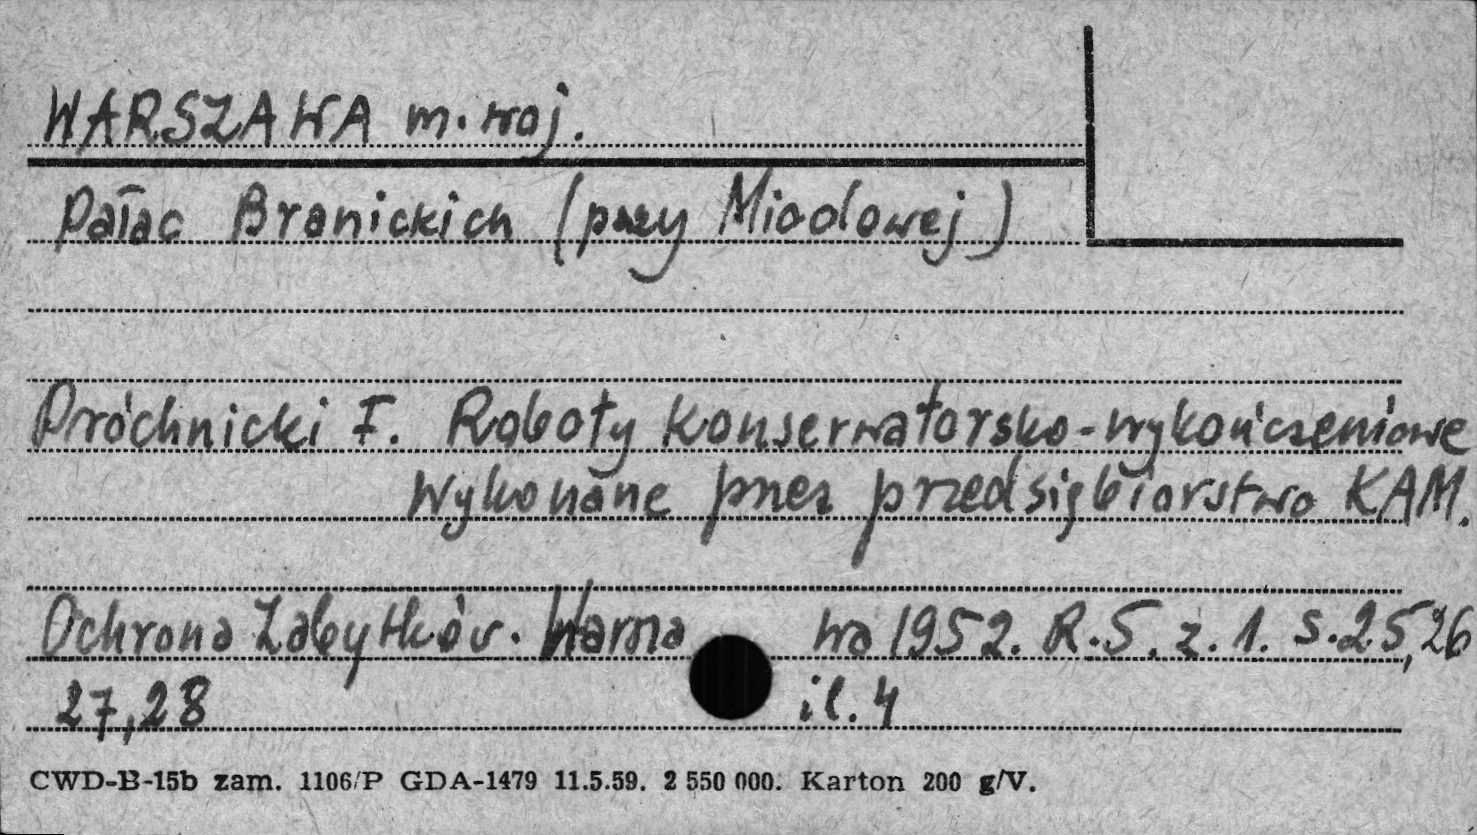 WARSZAWA m. woj.
Pałac Branickich (przy Miodowej)
Próchnicki F. Roboty konserwatorsko-wykończeniowe
wykonane przez przedsiębiorstwo KAM.
Ochrona Zabytków. Warsza wa 1952. R.5. z. 1. s. 25, 26
27, 28 il. 4
CWD-B-15b zam. 1106/P GDA-1479 11.5.59. 2 550 000. Karton 200 g/V.